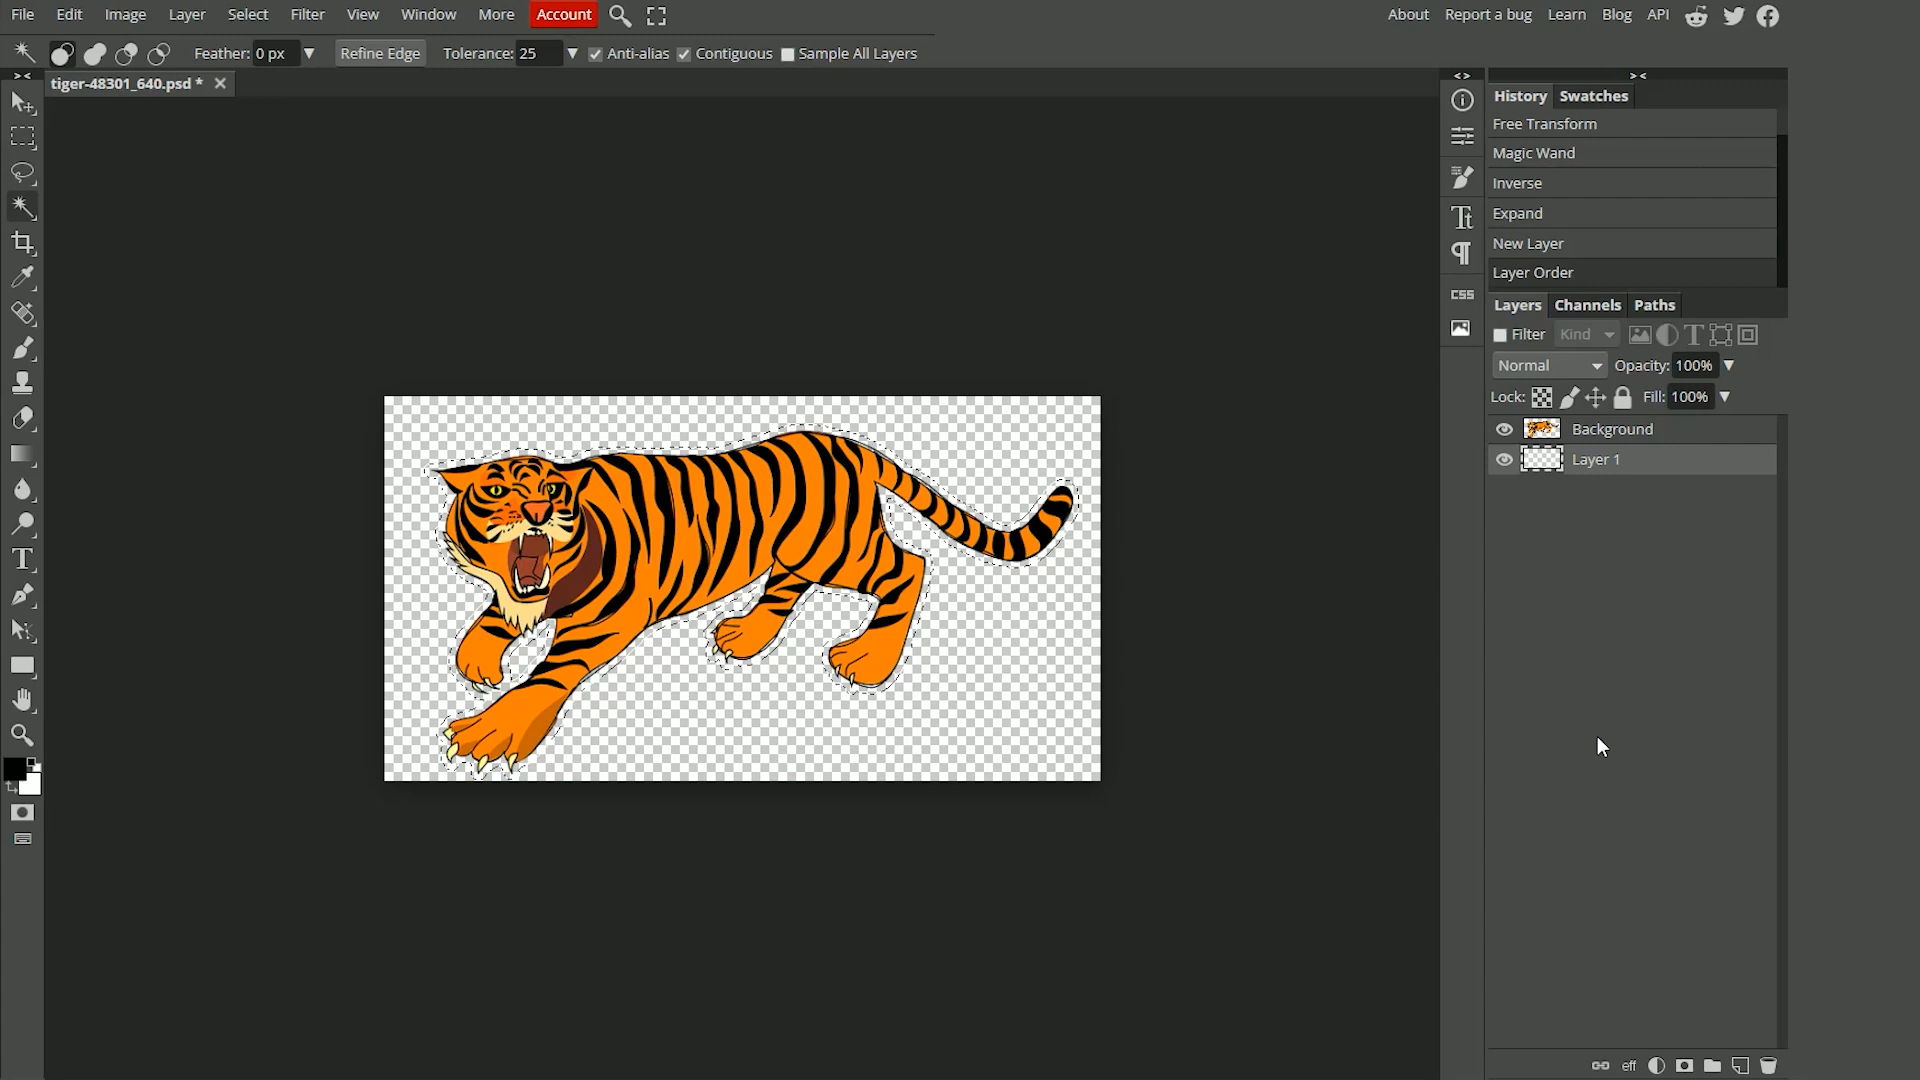 File Edit Image Layer Select Filter View Window More Account About Report a bug Learn Blog API
Feather: 0 px Refine Edge Tolerance: 25 Anti-alias Contiguous Sample All Layers
tiger-48301_640.psd *
History Swatches
Free Transform
Magic Wand
Inverse
Expand
New Layer
Layer Order
CSS
Layers Channels Paths
Filter Kind
Normal Opacity: 100%
Lock: Fill: 100%
Background
Layer 1
eff